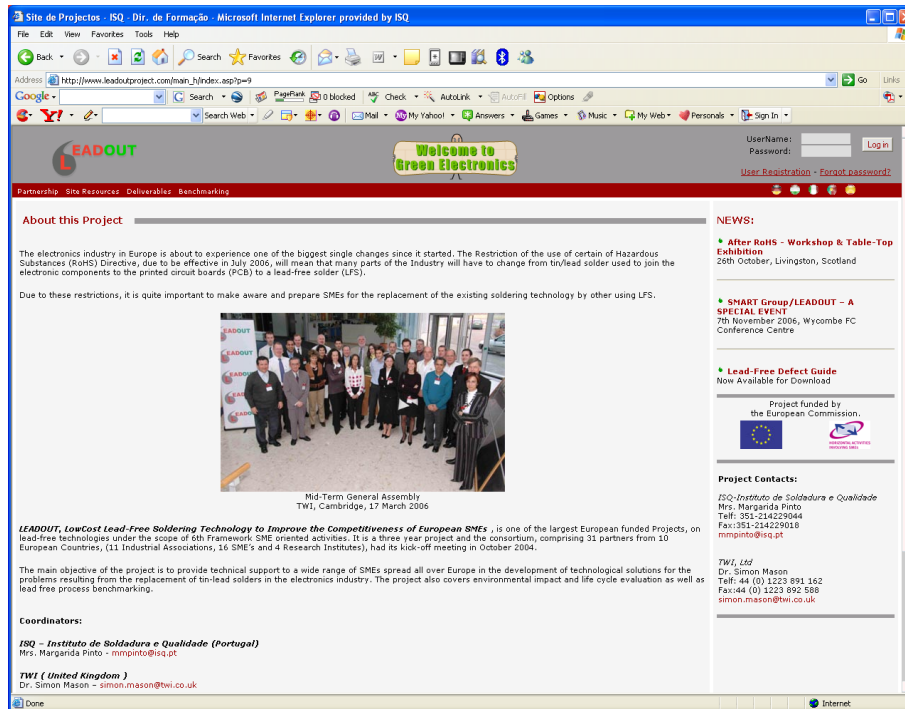 Site de Projectos - ISQ - Dir. de Formação - Microsoft Internet Explorer provided by ISQ
File Edit View Favorites Tools Help
Back Search Favorites
Address http://www.leadoutproject.com/main_h/index.asp?p=9 Go Links
Google Search PageRank 0 blocked Check AutoLink AutoFill Options
Y! Search Web Mail My Yahoo! Answers Games Music My Web Personals Sign In
LEADOUT
Welcome to
Green Electronics
UserName:
Password:
Log in
User Registration - Forgot password?
Partnership Site Resources Deliverables Benchmarking
About this Project
The electronics industry in Europe is about to experience one of the biggest single changes since it started. The Restriction of the use of certain of Hazardous
Substances (RoHS) Directive, due to be effective in July 2006, will mean that many parts of the Industry will have to change from tin/lead solder used to join the
electronic components to the printed circuit boards (PCB) to a lead-free solder (LFS).
Due to these restrictions, it is quite important to make aware and prepare SMEs for the replacement of the existing soldering technology by other using LFS.
EADOUT
EADOUT
Mid-Term General Assembly
TWI, Cambridge, 17 March 2006
LEADOUT, LowCost Lead-Free Soldering Technology to Improve the Competitiveness of European SMEs , is one of the largest European funded Projects, on
lead-free technologies under the scope of 6th Framework SME oriented activities. It is a three year project and the consortium, comprising 31 partners from 10
European Countries, (11 Industrial Associations, 16 SME's and 4 Research Institutes), had its kick-off meeting in October 2004.
The main objective of the project is to provide technical support to a wide range of SMEs spread all over Europe in the development of technological solutions for the
problems resulting from the replacement of tin-lead solders in the electronics industry. The project also covers environmental impact and life cycle evaluation as well as
lead free process benchmarking.
Coordinators:
ISQ – Instituto de Soldadura e Qualidade (Portugal)
Mrs. Margarida Pinto - mmpinto@isq.pt
TWI ( United Kingdom )
Dr. Simon Mason – simon.mason@twi.co.uk
NEWS:
After RoHS - Workshop & Table-Top
Exhibition
26th October, Livingston, Scotland
SMART Group/LEADOUT – A
SPECIAL EVENT
7th November 2006, Wycombe FC
Conference Centre
Lead-Free Defect Guide
Now Available for Download
Project funded by
the European Commission.
HORIZONTAL ACTIVITIES
INVOLVING SMES
Project Contacts:
ISQ-Instituto de Soldadura e Qualidade
Mrs. Margarida Pinto
Telf: 351-214229044
Fax:351-214229018
mmpinto@isq.pt
TWI, Ltd
Dr. Simon Mason
Telf: 44 (0) 1223 891 162
Fax:44 (0) 1223 892 588
simon.mason@twi.co.uk
Done
Internet